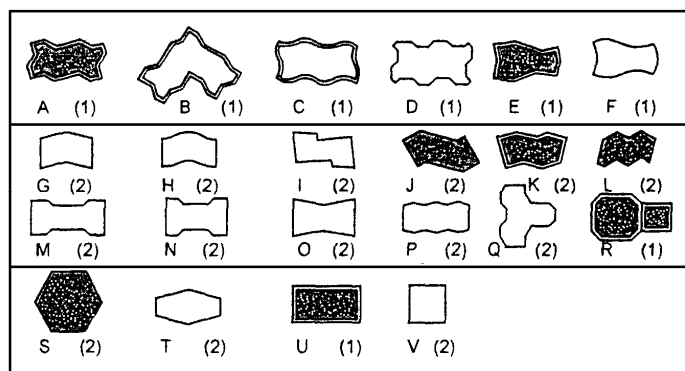 A (1) B (1) C (1) D (1) E (1) F (1)
G (2) H (2) I (2) J (2) K (2) L (2)
M (2) N (2) O (2) P (2) Q (2) R (1)
S (2) T (2) U (1) V (2)